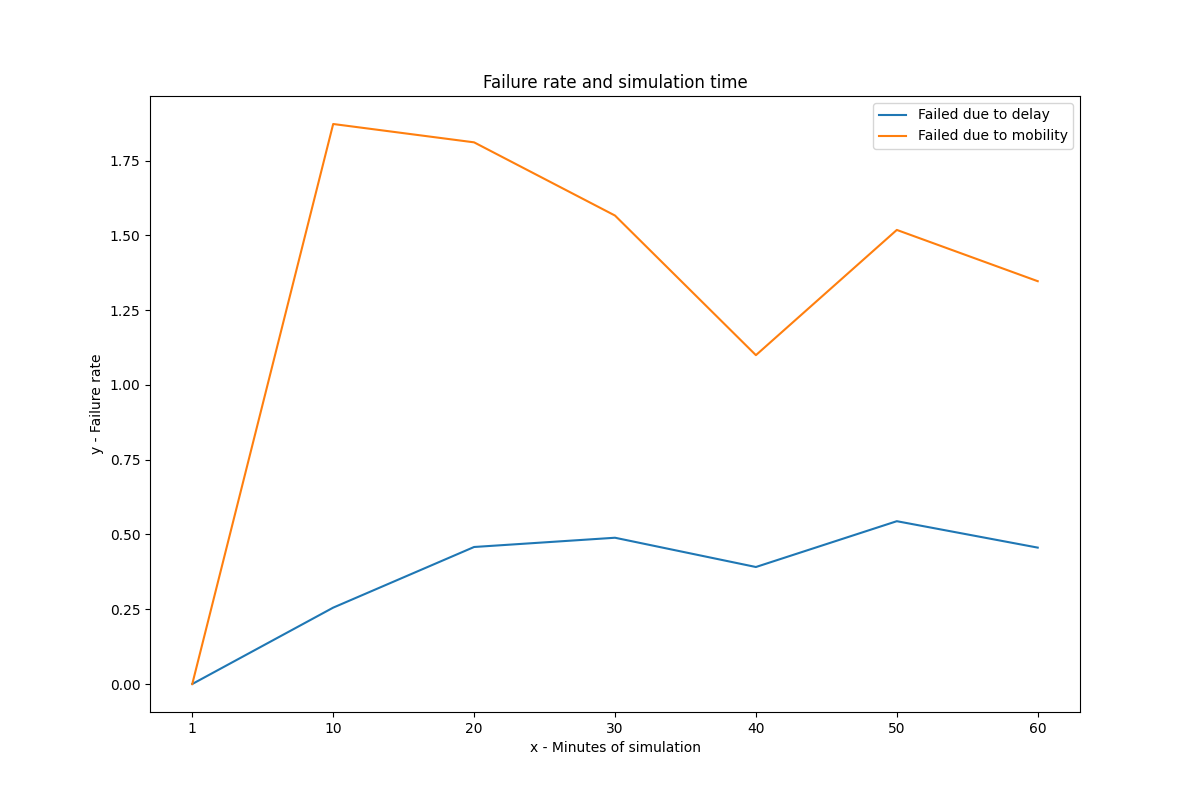 Failure rate and simulation time
Failed due to delay
Failed due to mobility
1.75
1.50
1.25
1.00
0.75
0.50
0.25
0.00
y - Failure rate
1 10 20 30 40 50 60
x - Minutes of simulation